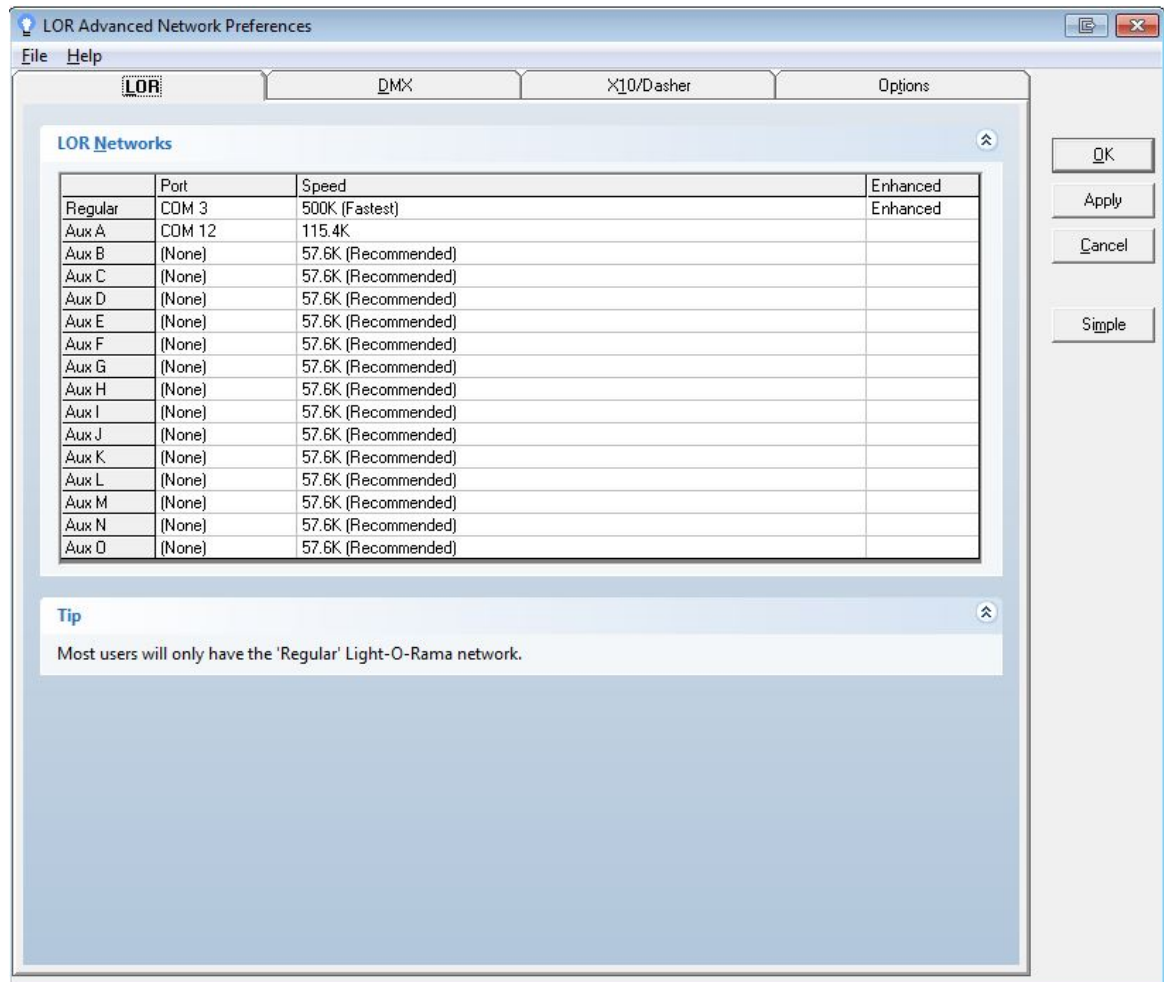 LOR Advanced Network Preferences
File Help
LOR DMX X10/Dasher Options
LOR Networks
Port Speed Enhanced
Regular COM 3 500K (Fastest) Enhanced
Aux A COM 12 115.4K
Aux B (None) 57.6K (Recommended)
Aux C (None) 57.6K (Recommended)
Aux D (None) 57.6K (Recommended)
Aux E (None) 57.6K (Recommended)
Aux F (None) 57.6K (Recommended)
Aux G (None) 57.6K (Recommended)
Aux H (None) 57.6K (Recommended)
Aux I (None) 57.6K (Recommended)
Aux J (None) 57.6K (Recommended)
Aux K (None) 57.6K (Recommended)
Aux L (None) 57.6K (Recommended)
Aux M (None) 57.6K (Recommended)
Aux N (None) 57.6K (Recommended)
Aux O (None) 57.6K (Recommended)
Tip
Most users will only have the 'Regular' Light-O-Rama network.
OK
Apply
Cancel
Simple